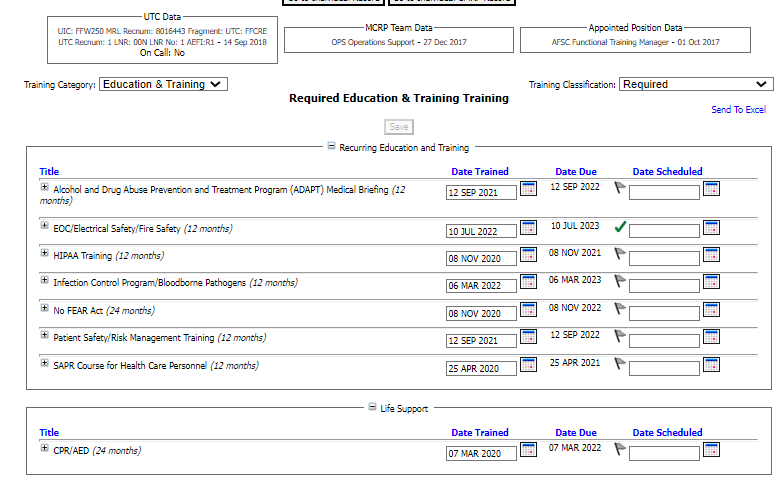 UTC Data
UIC: FFW250 MRL Recnum: 8016443 Fragment: UTC: FFCRE
UTC Recnum: 1 LNR: 00N LNR No: 1 AEFI:R1 - 14 Sep 2018
On Call: No
MCRP Team Data
OPS Operations Support - 27 Dec 2017
Appointed Position Data
AFSC Functional Training Manager - 01 Oct 2017
Training Category: Education & Training
Training Classification: Required
Required Education & Training Training
Send To Excel
Save
Recurring Education and Training
Title Date Trained Date Due Date Scheduled
Alcohol and Drug Abuse Prevention and Treatment Program (ADAPT) Medical Briefing (12 months) 12 SEP 2021 12 SEP 2022
EOC/Electrical Safety/Fire Safety (12 months) 10 JUL 2022 10 JUL 2023
HIPAA Training (12 months) 08 NOV 2020 08 NOV 2021
Infection Control Program/Bloodborne Pathogens (12 months) 06 MAR 2022 06 MAR 2023
No FEAR Act (24 months) 08 NOV 2020 08 NOV 2022
Patient Safety/Risk Management Training (12 months) 12 SEP 2021 12 SEP 2022
SAPR Course for Health Care Personnel (12 months) 25 APR 2020 25 APR 2021
Life Support
Title Date Trained Date Due Date Scheduled
CPR/AED (24 months) 07 MAR 2020 07 MAR 2022